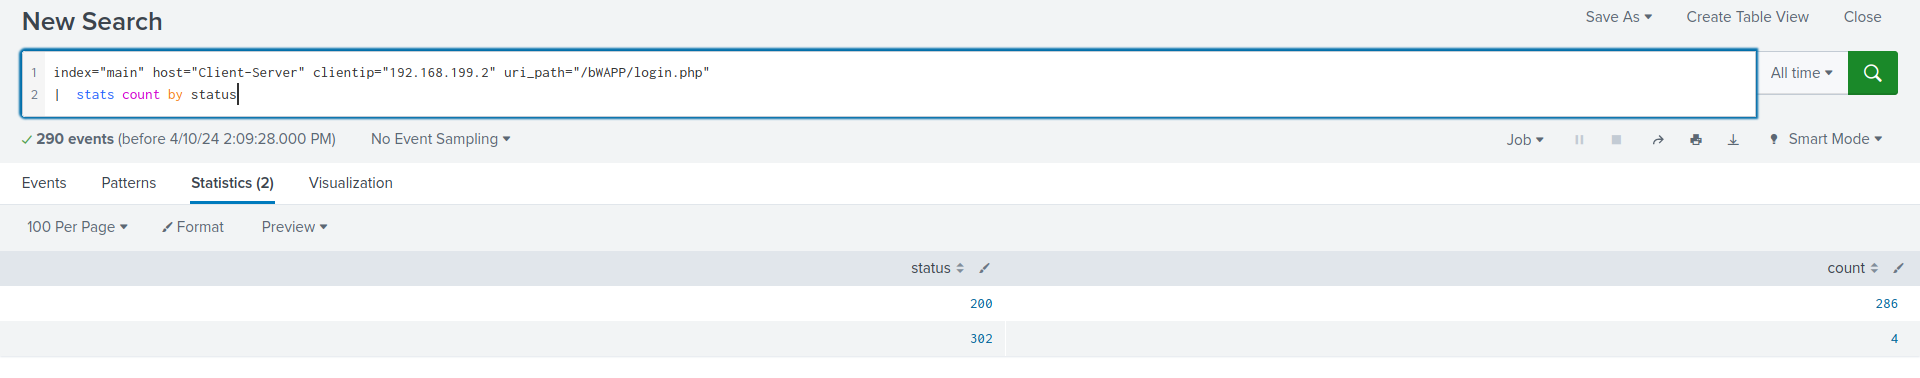 New Search
Save As Create Table View Close
1 index="main" host="Client-Server" clientip="192.168.199.2" uri_path="/bWAPP/login.php"
2 | stats count by status
All time
290 events (before 4/10/24 2:09:28.000 PM) No Event Sampling
Job Smart Mode
Events Patterns Statistics (2) Visualization
100 Per Page Format Preview
status count
200 286
302 4